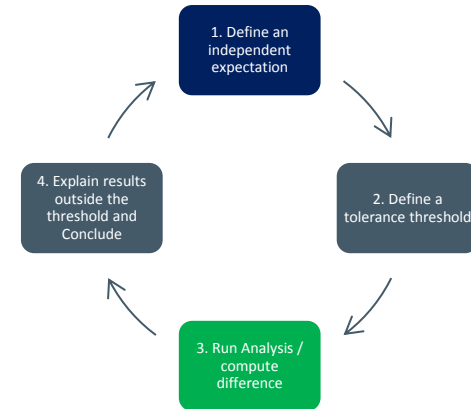 1. Define an
independent
expectation
2. Define a
tolerance threshold
3. Run Analysis /
compute
difference
4. Explain results
outside the
threshold and
Conclude